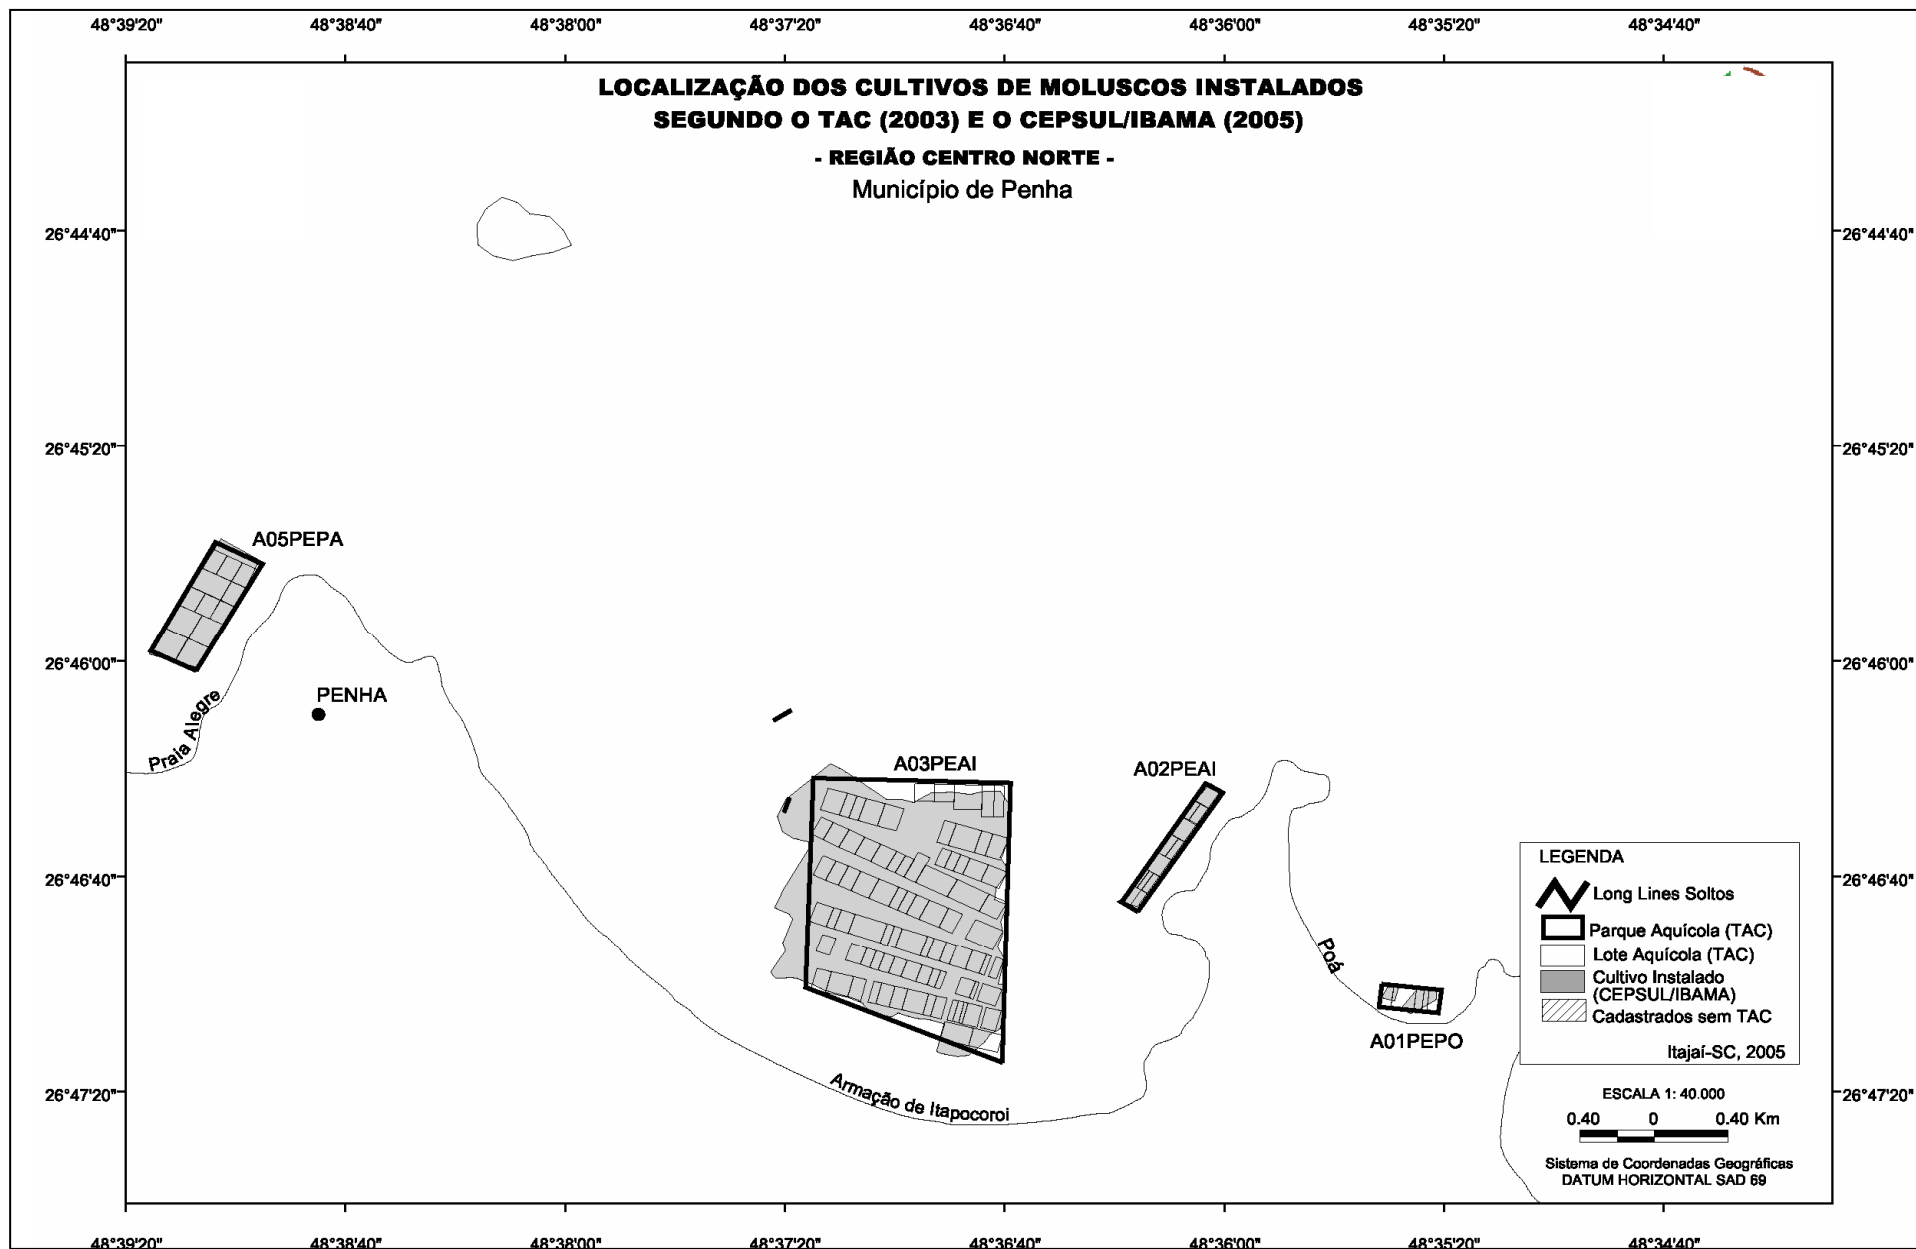 48°39'20" 48°38'40" 48°38'00" 48°37'20" 48°36'40" 48°36'00" 48°35'20" 48°34'40"
LOCALIZAÇÃO DOS CULTIVOS DE MOLUSCOS INSTALADOS
SEGUNDO O TAC (2003) E O CEPSUL/IBAMA (2005)
- REGIÃO CENTRO NORTE -
Município de Penha
26°44'40" 26°44'40"
26°45'20" 26°45'20"
A05PEPA
26°46'00" 26°46'00"
PENHA
Praia Alegre
A03PEAI
A02PEAI
26°46'40" 26°46'40"
Poá
A01PEPO
Armação de Itapocoroi
26°47'20" 26°47'20"
LEGENDA
Long Lines Soltos
Parque Aquícola (TAC)
Lote Aquícola (TAC)
Cultivo Instalado
(CEPSUL/IBAMA)
Cadastrados sem TAC
Itajaí-SC, 2005
ESCALA 1: 40.000
0.40 0 0.40 Km
Sistema de Coordenadas Geográficas
DATUM HORIZONTAL SAD 69
48°39'20" 48°38'40" 48°38'00" 48°37'20" 48°36'40" 48°36'00" 48°35'20" 48°34'40"